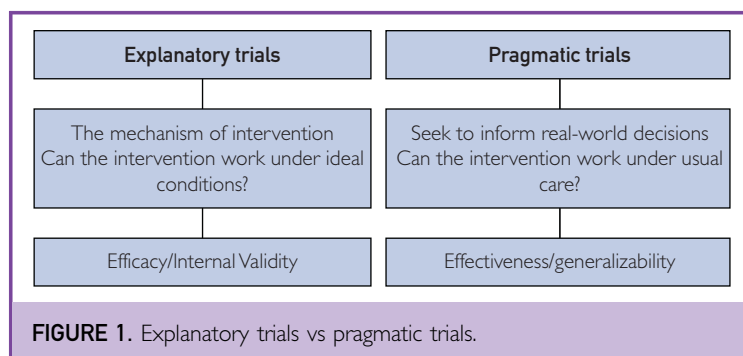 Explanatory trials
Pragmatic trials
The mechanism of intervention
Can the intervention work under ideal
conditions?
Seek to inform real-world decisions
Can the intervention work under usual
care?
Efficacy/Internal Validity
Effectiveness/generalizability
FIGURE 1. Explanatory trials vs pragmatic trials.